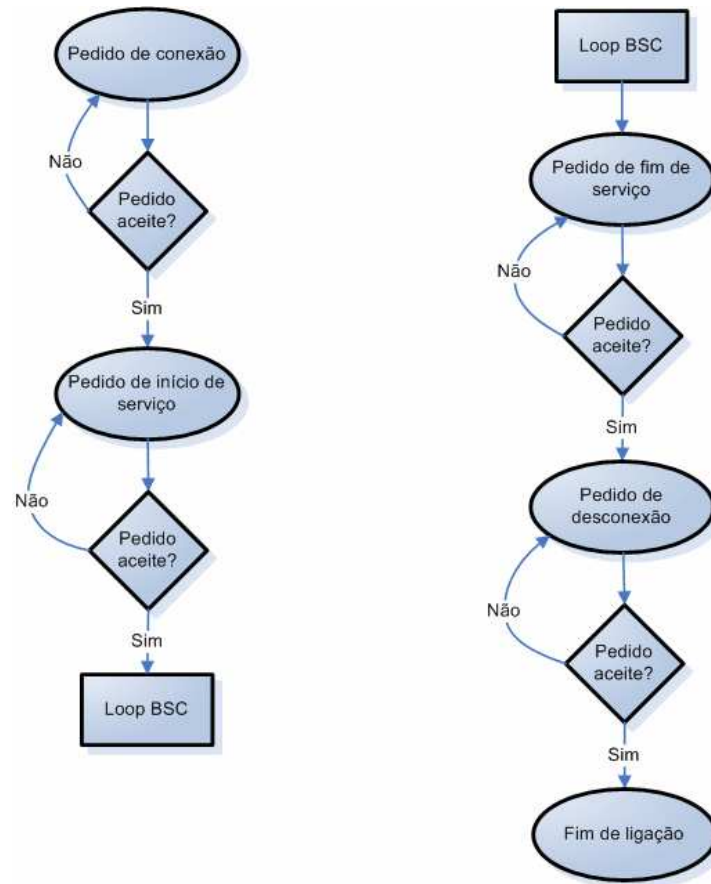 Pedido de conexão
Não
Pedido
aceite?
Sim
Pedido de início de
serviço
Não
Pedido
aceite?
Sim
Loop BSC
Loop BSC
Pedido de fim de
serviço
Não
Pedido
aceite?
Sim
Pedido de
desconexão
Não
Pedido
aceite?
Sim
Fim de ligação